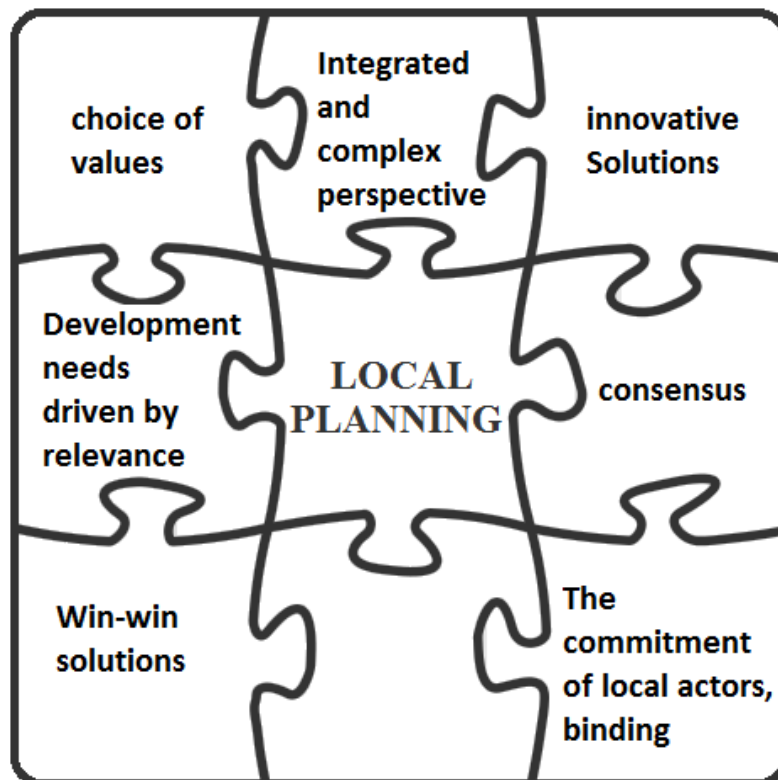 choice of
values
Integrated
and
complex
perspective
innovative
Solutions
Development
needs
driven by
relevance
LOCAL
PLANNING
consensus
Win-win
solutions
The
commitment
of local actors,
binding